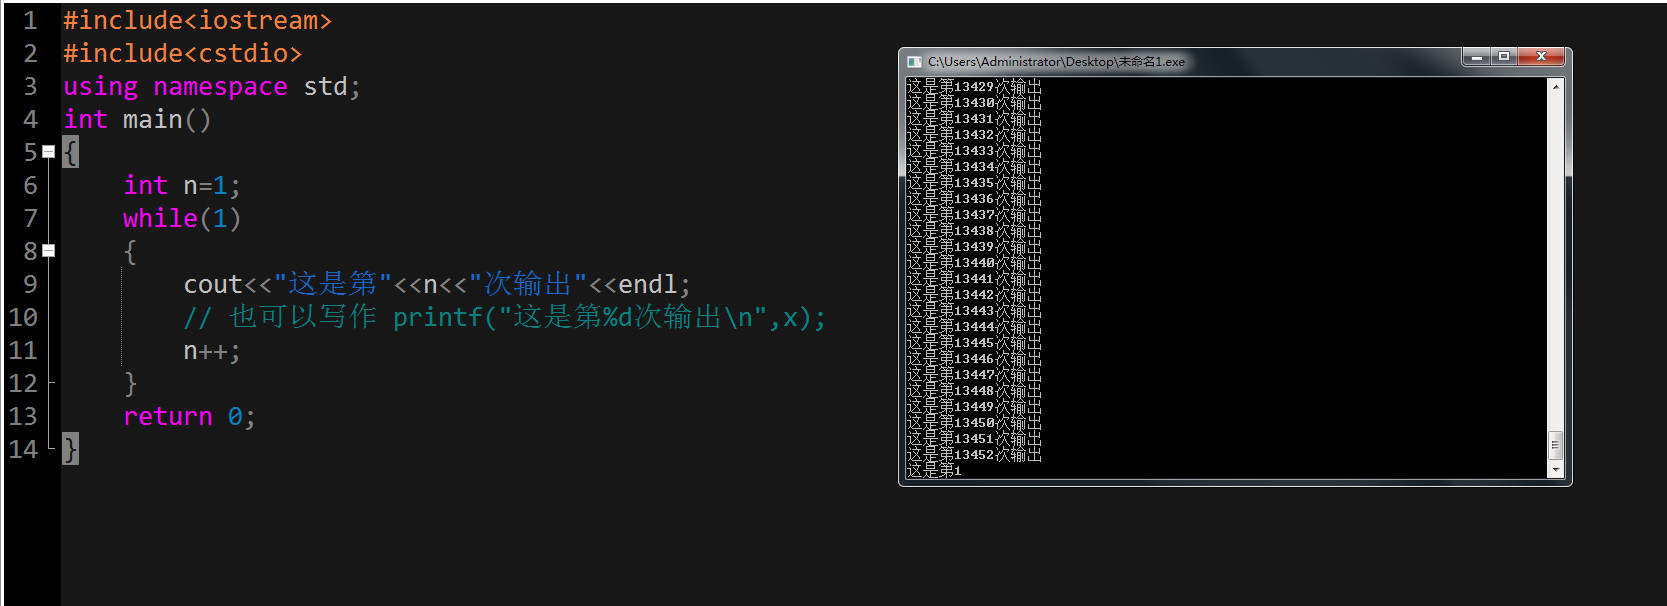 1 #include<iostream>
2 #include<cstdio>
3 using namespace std;
4 int main()
5 {
6 int n=1;
7 while(1)
8 {
9 cout<<"这是第"<<n<<"次输出"<<endl;
10 // 也可以写作 printf("这是第%d次输出\n",x);
11 n++;
12 }
13 return 0;
14 }
C:\Users\Administrator\Desktop\未命名1.exe
这是第13429次输出
这是第13430次输出
这是第13431次输出
这是第13432次输出
这是第13433次输出
这是第13434次输出
这是第13435次输出
这是第13436次输出
这是第13437次输出
这是第13438次输出
这是第13439次输出
这是第13440次输出
这是第13441次输出
这是第13442次输出
这是第13443次输出
这是第13444次输出
这是第13445次输出
这是第13446次输出
这是第13447次输出
这是第13448次输出
这是第13449次输出
这是第13450次输出
这是第13451次输出
这是第13452次输出
这是第1